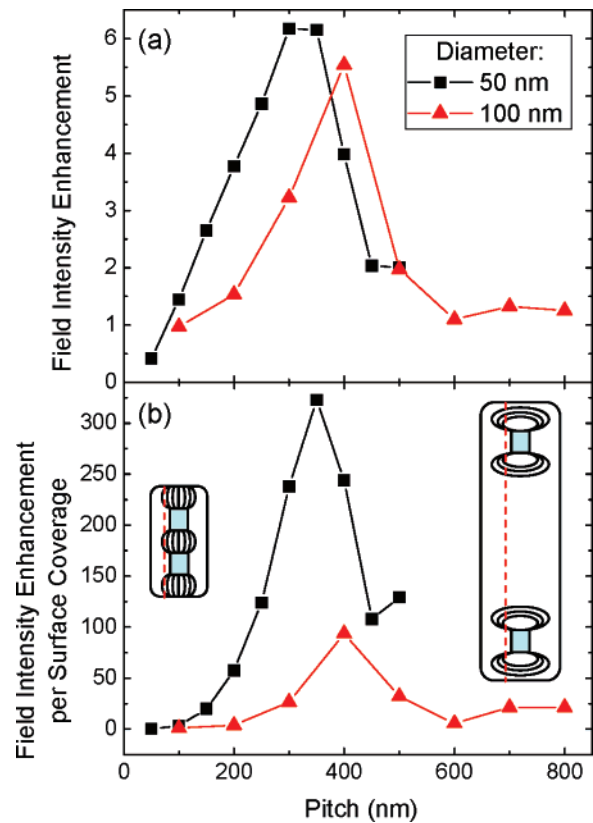 (a)
Diameter:
50 nm
100 nm
6
5
4
3
2
1
0
Field Intensity Enhancement
(b)
300
250
200
150
100
50
0
Field Intensity Enhancement
per Surface Coverage
0 200 400 600 800
Pitch (nm)